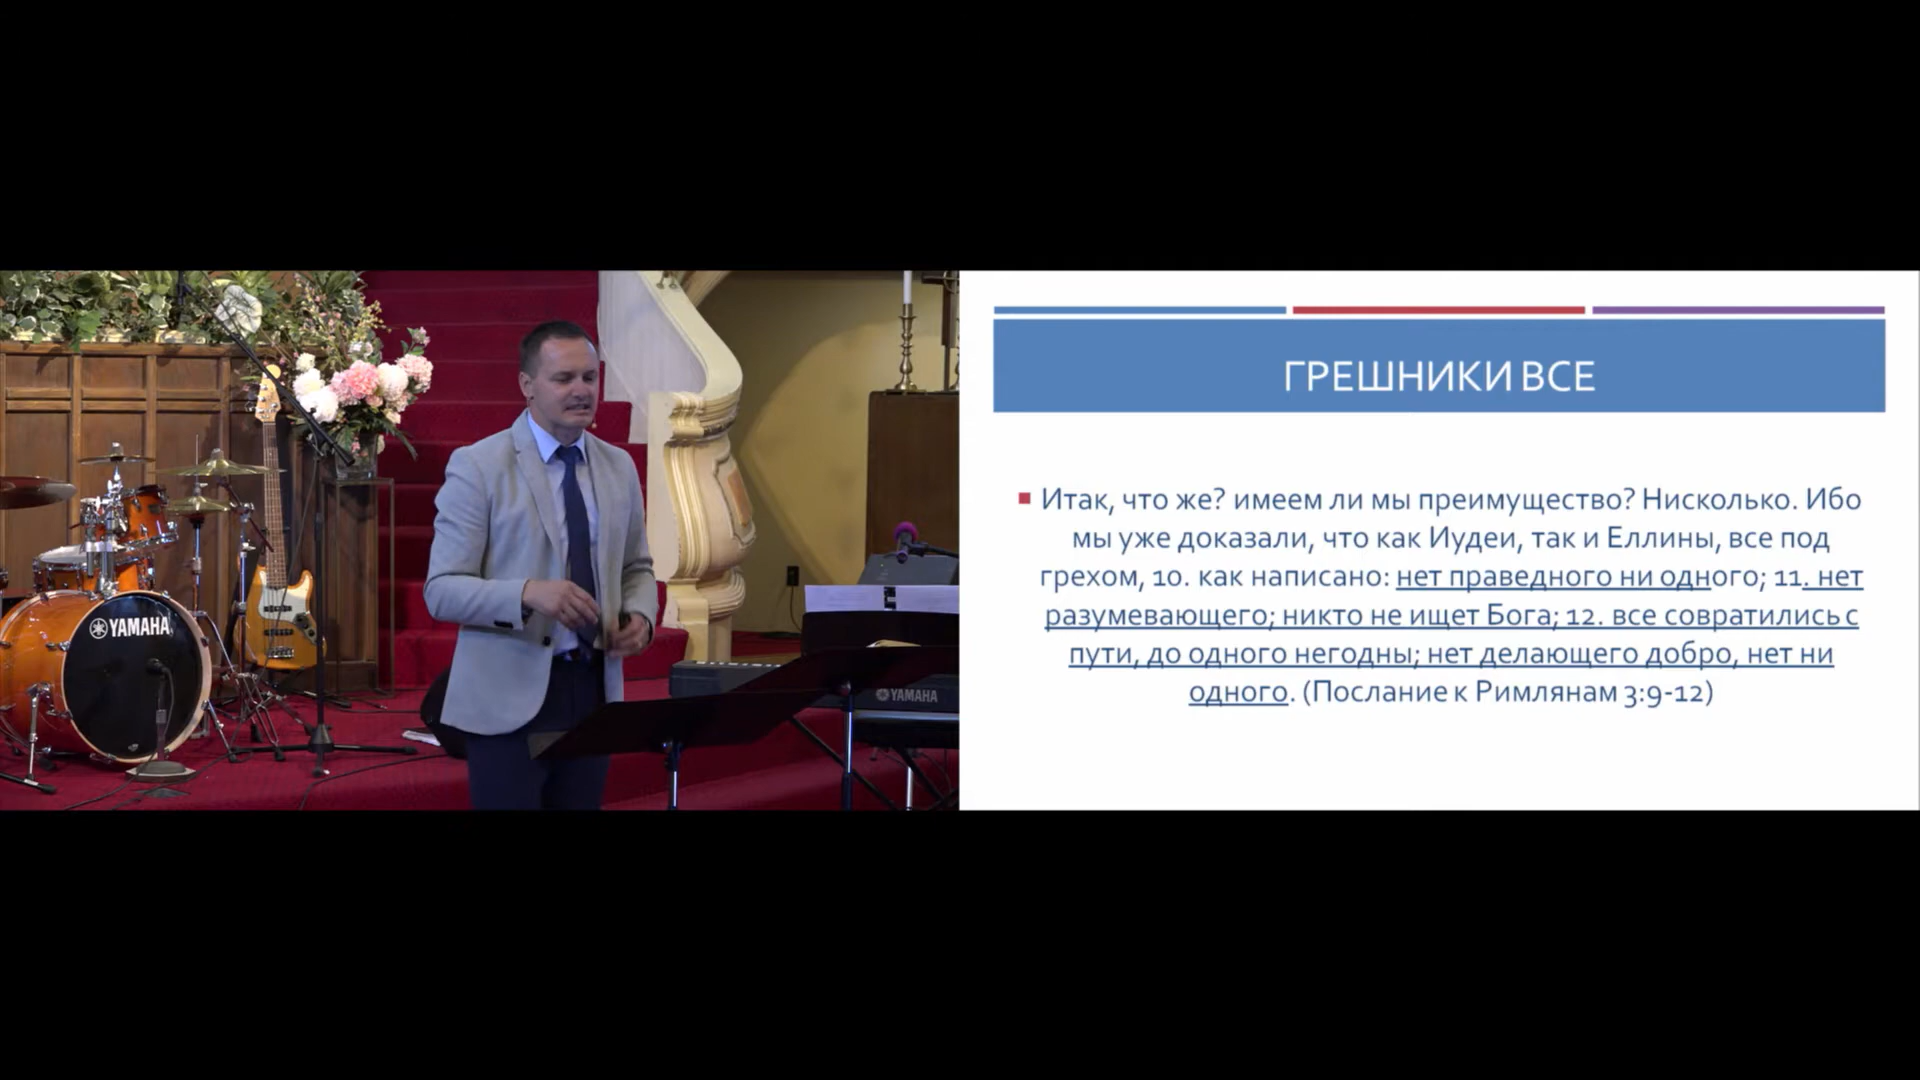 YAMAHA
YAMAHA
ГРЕШНИКИ ВСЕ
Итак, что же? имеем ли мы преимущество? Нисколько. Ибо
мы уже доказали, что как Иудеи, так и Еллины, все под
грехом, 10. как написано: нет праведного ни одного; 11. нет
разумевающего; никто не ищет Бога; 12. все совратились с
пути, до одного негодны; нет делающего добро, нет ни
одного. (Послание к Римлянам 3:9-12)